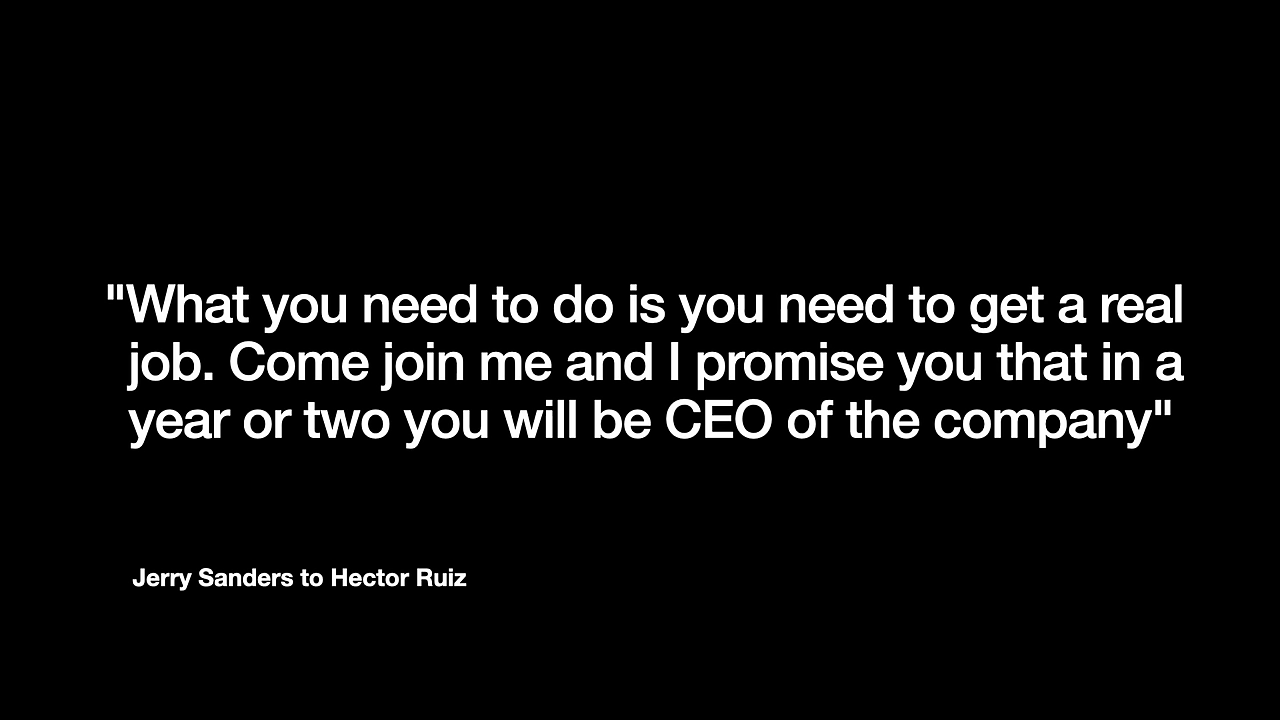 "What you need to do is you need to get a real
job. Come join me and I promise you that in a
year or two you will be CEO of the company"
Jerry Sanders to Hector Ruiz